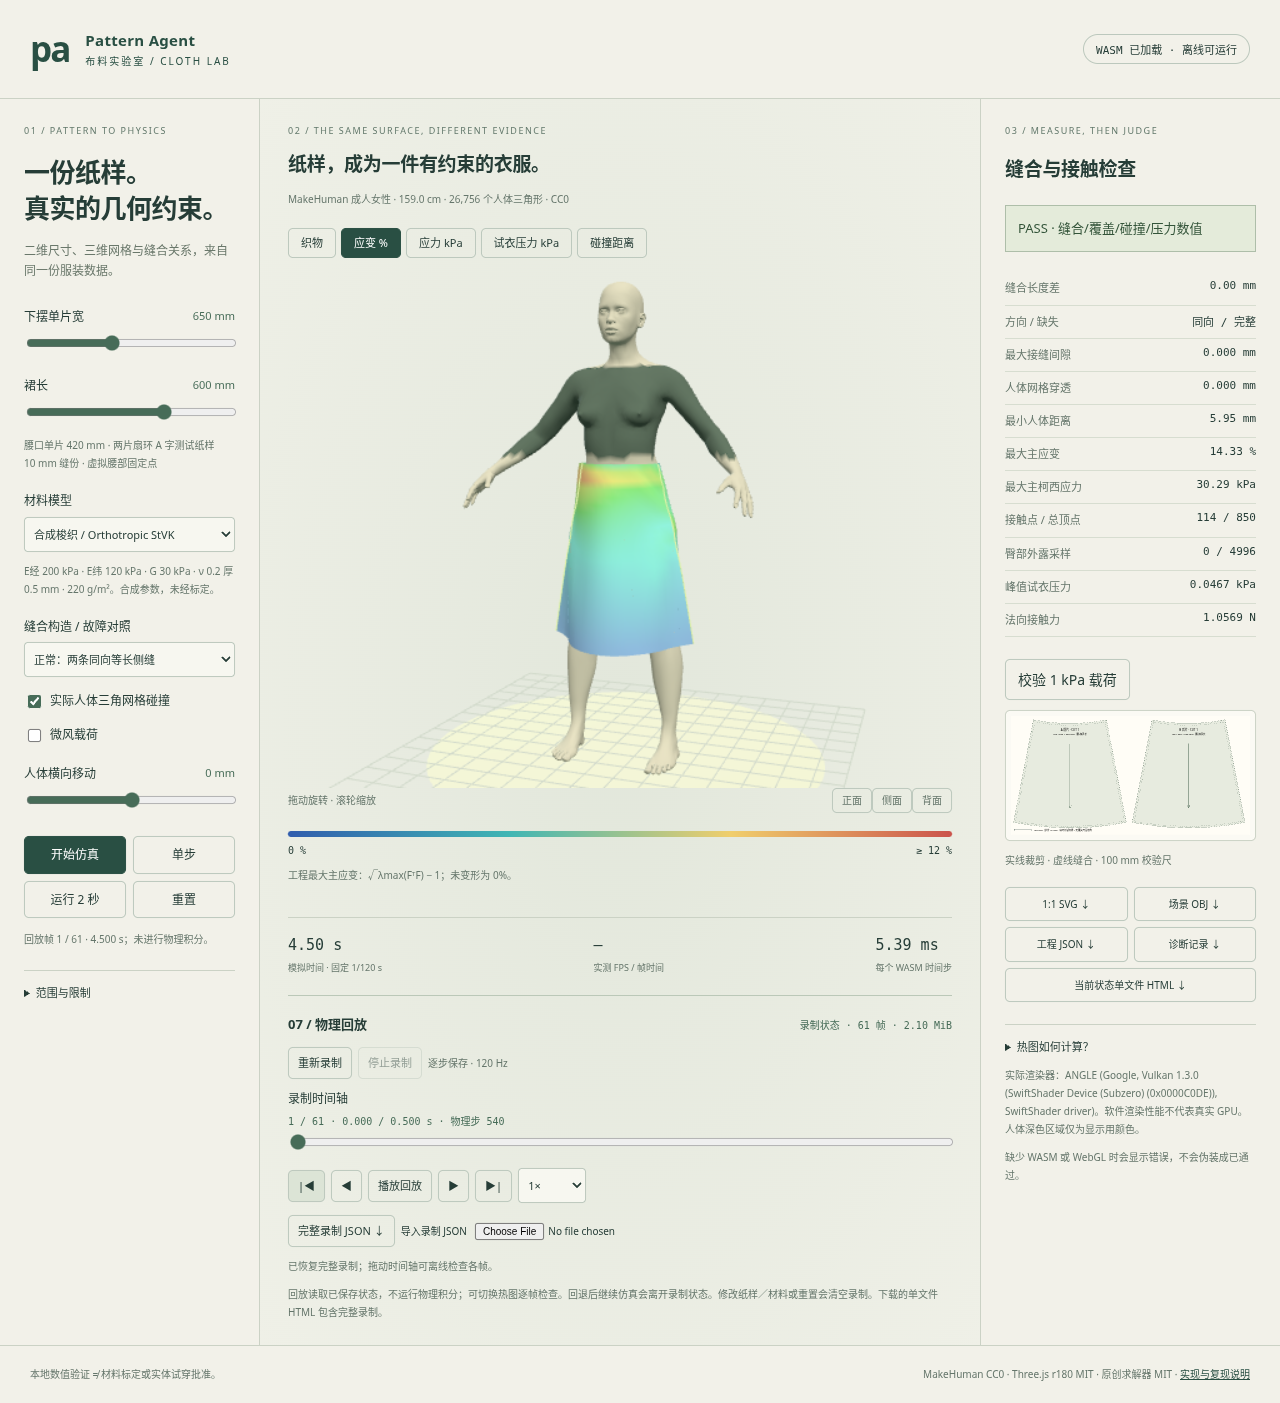 pa
Pattern Agent
布料实验室 / CLOTH LAB
WASM 已加载 · 离线可运行
01 / PATTERN TO PHYSICS
一份纸样。
真实的几何约束。
二维尺寸、三维网格与缝合关系，来自
同一份服装数据。
下摆单片宽
650 mm
裙长
600 mm
腰口单片 420 mm · 两片扇环 A 字测试纸样
10 mm 缝份 · 虚拟腰部固定点
材料模型
合成梭织 / Orthotropic StVK
E经 200 kPa · E纬 120 kPa · G 30 kPa · ν 0.2 厚
0.5 mm · 220 g/m²。合成参数，未经标定。
缝合构造 / 故障对照
正常：两条同向等长侧缝
实际人体三角网格碰撞
微风载荷
人体横向移动
0 mm
开始仿真
单步
运行 2 秒
重置
回放帧 1 / 61 · 4.500 s；未进行物理积分。
▶ 范围与限制
02 / THE SAME SURFACE, DIFFERENT EVIDENCE
纸样，成为一件有约束的衣服。
MakeHuman 成人女性 · 159.0 cm · 26,756 个人体三角形 · CC0
织物
应变 %
应力 kPa
试衣压力 kPa
碰撞距离
拖动旋转 · 滚轮缩放
正面
侧面
背面
0 %
≥ 12 %
工程最大主应变：√λmax(FᵀF) − 1；未变形为 0%。
4.50 s
模拟时间 · 固定 1/120 s
—
实测 FPS / 帧时间
5.39 ms
每个 WASM 时间步
07 / 物理回放
录制状态 · 61 帧 · 2.10 MiB
重新录制
停止录制
逐步保存 · 120 Hz
录制时间轴
1 / 61 · 0.000 / 0.500 s · 物理步 540
|◀
◀
播放回放
▶
▶|
1×
完整录制 JSON ↓
导入录制 JSON
Choose File
No file chosen
已恢复完整录制；拖动时间轴可离线检查各帧。
回放读取已保存状态，不运行物理积分；可切换热图逐帧检查。回退后继续仿真会离开录制状态。修改纸样／材料或重置会清空录制。下载的单文件
HTML 包含完整录制。
03 / MEASURE, THEN JUDGE
缝合与接触检查
PASS · 缝合/覆盖/碰撞/压力数值
缝合长度差
0.00 mm
方向 / 缺失
同向 / 完整
最大接缝间隙
0.000 mm
人体网格穿透
0.000 mm
最小人体距离
5.95 mm
最大主应变
14.33 %
最大主柯西应力
30.29 kPa
接触点 / 总顶点
114 / 850
臀部外露采样
0 / 4996
峰值试衣压力
0.0467 kPa
法向接触力
1.0569 N
校验 1 kPa 载荷
实线裁剪 · 虚线缝合 · 100 mm 校验尺
1:1 SVG ↓
场景 OBJ ↓
工程 JSON ↓
诊断记录 ↓
当前状态单文件 HTML ↓
▶ 热图如何计算？
实际渲染器：ANGLE (Google, Vulkan 1.3.0
(SwiftShader Device (Subzero) (0x0000C0DE)),
SwiftShader driver)。软件渲染性能不代表真实 GPU。
人体深色区域仅为显示用颜色。
缺少 WASM 或 WebGL 时会显示错误，不会伪装成已通
过。
本地数值验证 ≠ 材料标定或实体试穿批准。
MakeHuman CC0 · Three.js r180 MIT · 原创求解器 MIT · 实现与复现说明